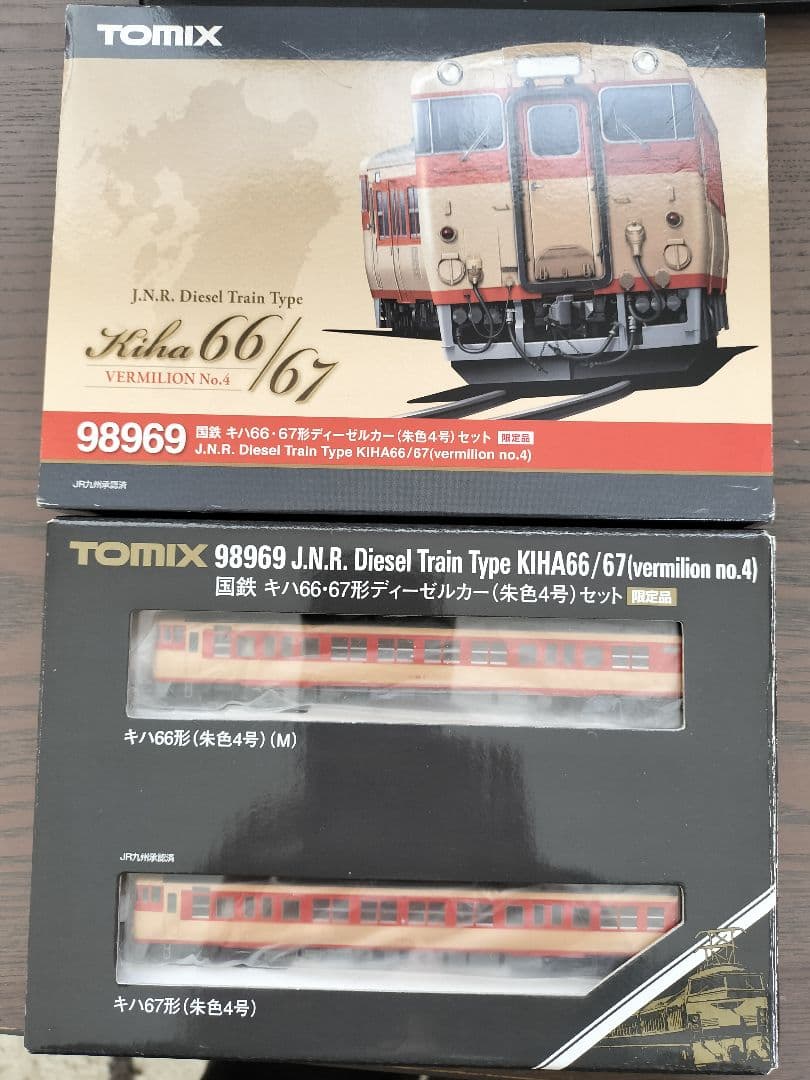 TOMIX
J.N.R. Diesel Train Type
Kiha 66/67
VERMILION No.4
98969 国鉄 キハ66・67形ディーゼルカー(朱色4号)セット 限定品
J.N.R. Diesel Train Type KIHA66/67(vermilion no.4)
JR九州承認済
TOMIX 98969 J.N.R. Diesel Train Type KIHA66/67(vermilion no.4)
国鉄 キハ66・67形ディーゼルカー(朱色4号)セット 限定品
キハ66形(朱色4号)(M)
JR九州承認済
キハ67形(朱色4号)